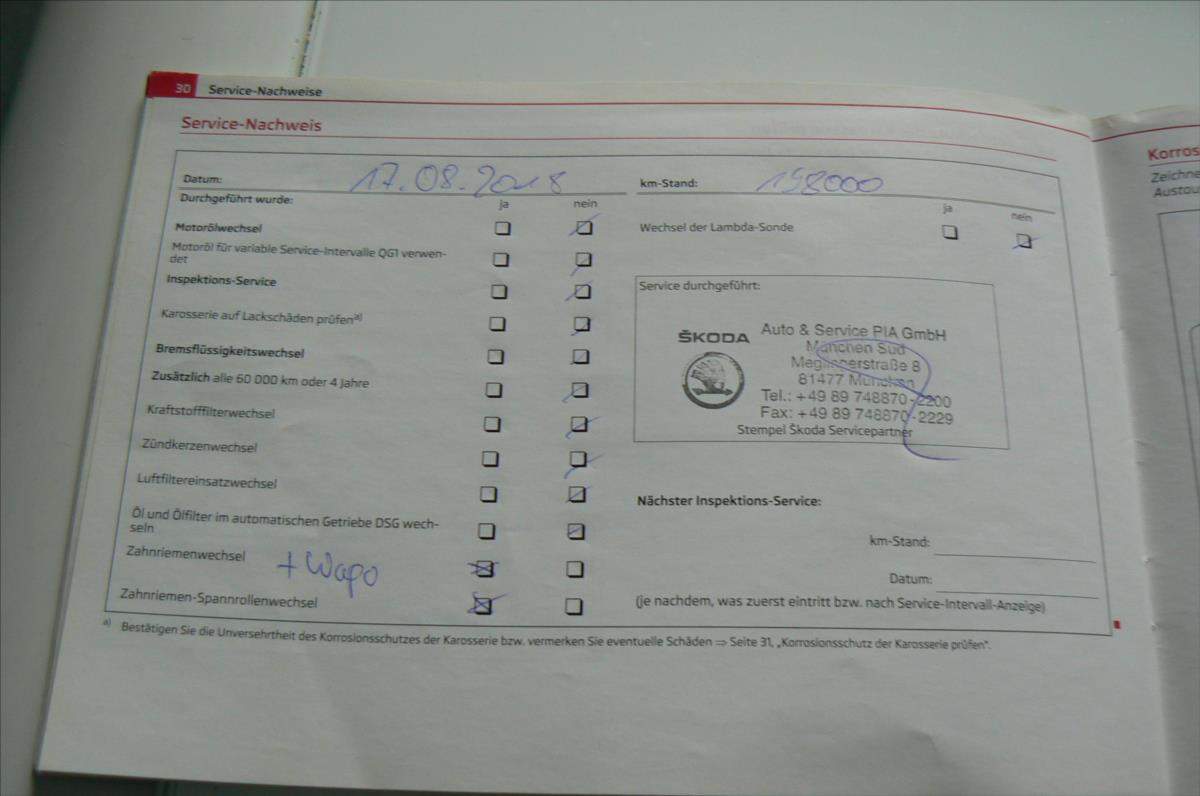 30 Service-Nachweise
Service-Nachweis
Datum: 17.08.2018
km-Stand: 158000
Durchgeführt wurde: ja nein
ja nein
Motorölwechsel
Wechsel der Lambda-Sonde
Motoröl für variable Service-Intervalle QG1 verwen-
det
Inspektions-Service
Karosserie auf Lackschäden prüfen a)
Bremsflüssigkeitswechsel
Zusätzlich alle 60 000 km oder 4 Jahre
Kraftstofffilterwechsel
Zündkerzenwechsel
Luftfiltereinsatzwechsel
Öl und Ölfilter im automatischen Getriebe DSG wech-
seln
Zahnriemenwechsel + Wapo
Zahnriemen-Spannrollenwechsel
Service durchgeführt:
ŠKODA
Auto & Service PIA GmbH
München Süd
Meglingerstraße 8
81477 München
Tel.: +49 89 748870-2200
Fax: +49 89 748870-2229
Stempel Škoda Servicepartner
Nächster Inspektions-Service:
km-Stand:
Datum:
(je nachdem, was zuerst eintritt bzw. nach Service-Intervall-Anzeige)
a) Bestätigen Sie die Unversehrtheit des Korrosionsschutzes der Karosserie bzw. vermerken Sie eventuelle Schäden ⇒ Seite 31, „Korrosionsschutz der Karosserie prüfen".
Korros
Zeichne
Austou